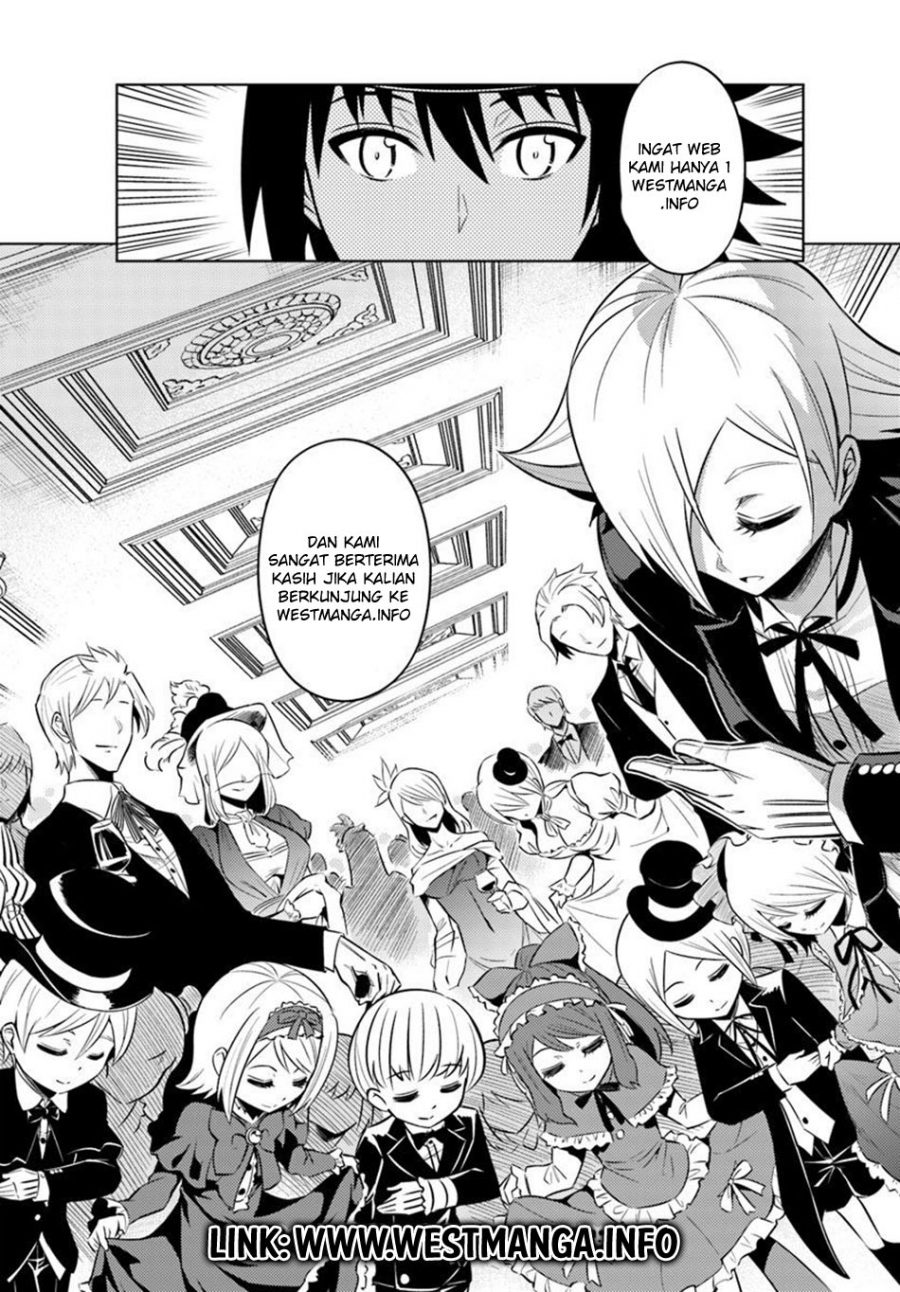 INGAT WEB
KAMI HANYA 1
WESTMANGA
.INFO
DAN KAMI
SANGAT BERTERIMA
KASIH JIKA KALIAN
BERKUNJUNG KE
WESTMANGA.INFO
LINK: WWW.WESTMANGA.INFO